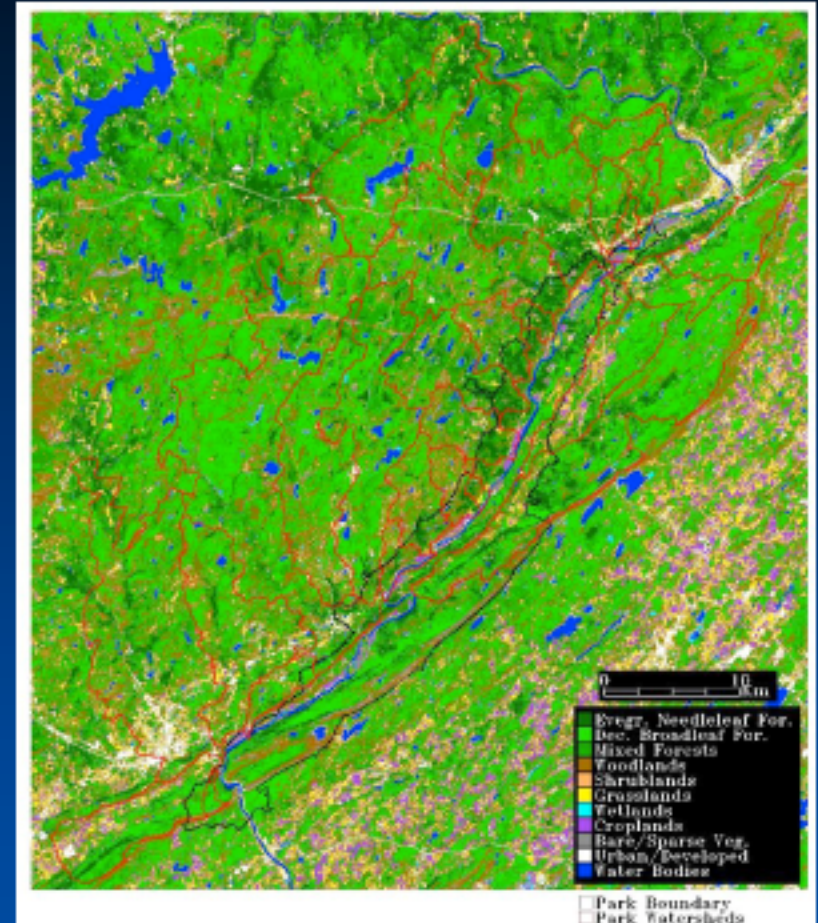 0 10
Km
Evegr. Needleleaf For.
Dec. Broadleaf For.
Mixed Forests
Woodlands
Shrublands
Grasslands
Wetlands
Croplands
Bare/Sparse Veg.
Urban/Developed
Water Bodies
Park Boundary
Park Watersheds